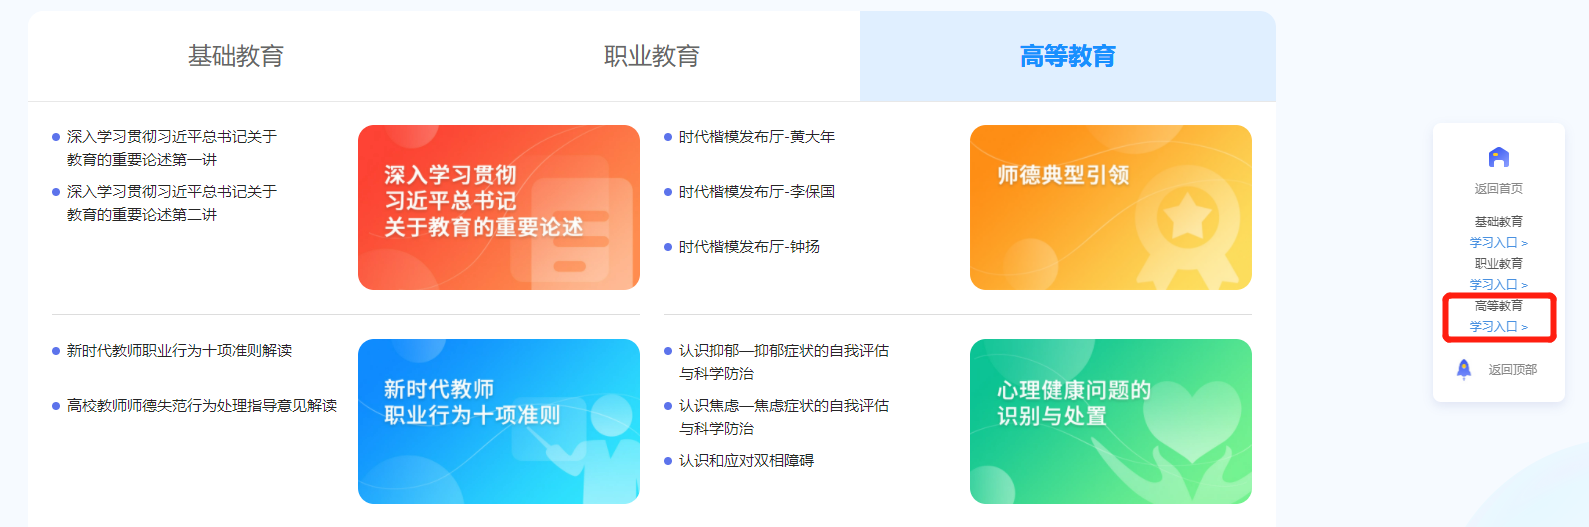 基础教育
职业教育
高等教育
深入学习贯彻习近平总书记关于
教育的重要论述第一讲
深入学习贯彻习近平总书记关于
教育的重要论述第二讲
深入学习贯彻
习近平总书记
关于教育的重要论述
时代楷模发布厅-黄大年
时代楷模发布厅-李保国
时代楷模发布厅-钟扬
师德典型引领
新时代教师职业行为十项准则解读
高校教师师德失范行为处理指导意见解读
新时代教师
职业行为十项准则
认识抑郁—抑郁症状的自我评估
与科学防治
认识焦虑—焦虑症状的自我评估
与科学防治
认识和应对双相障碍
心理健康问题的
识别与处置
返回首页
基础教育
学习入口 >
职业教育
学习入口 >
高等教育
学习入口 >
返回顶部